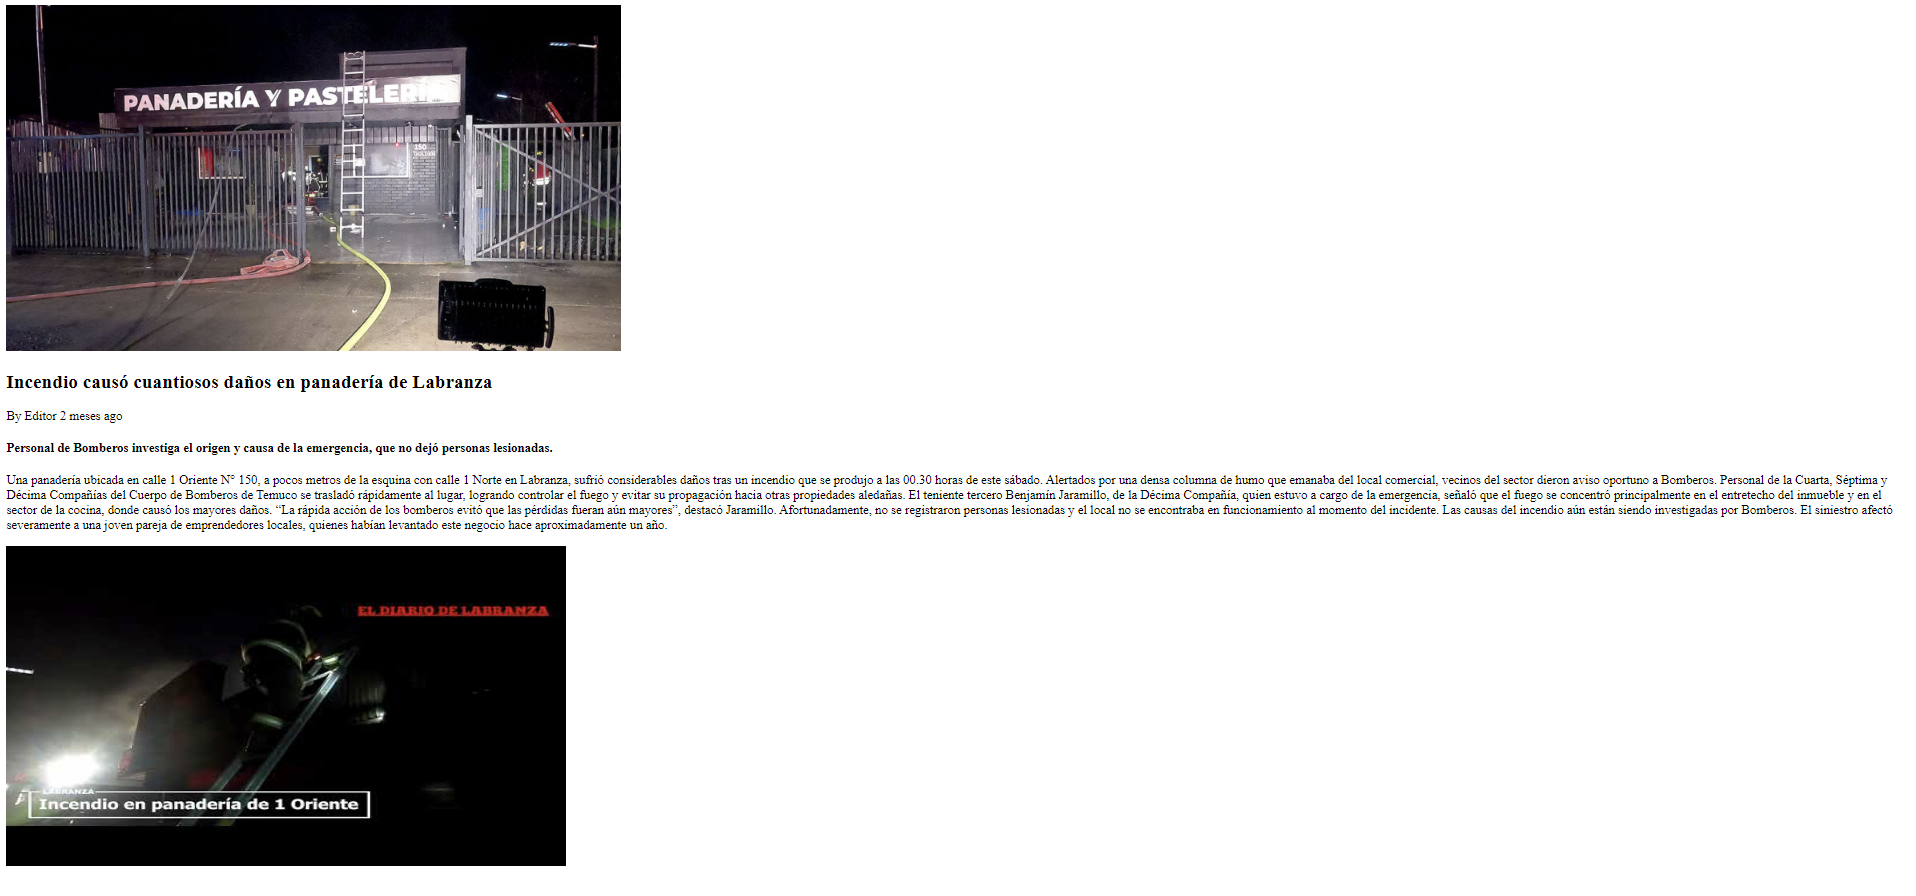 PANADERÍA Y PASTELERÍA
150
Incendio causó cuantiosos daños en panadería de Labranza
By Editor 2 meses ago
Personal de Bomberos investiga el origen y causa de la emergencia, que no dejó personas lesionadas.
Una panadería ubicada en calle 1 Oriente N° 150, a pocos metros de la esquina con calle 1 Norte en Labranza, sufrió considerables daños tras un incendio que se produjo a las 00.30 horas de este sábado. Alertados por una densa columna de humo que emanaba del local comercial, vecinos del sector dieron aviso oportuno a Bomberos. Personal de la Cuarta, Séptima y
Décima Compañías del Cuerpo de Bomberos de Temuco se trasladó rápidamente al lugar, logrando controlar el fuego y evitar su propagación hacia otras propiedades aledañas. El teniente tercero Benjamín Jaramillo, de la Décima Compañía, quien estuvo a cargo de la emergencia, señaló que el fuego se concentró principalmente en el entretecho del inmueble y en el
sector de la cocina, donde causó los mayores daños. “La rápida acción de los bomberos evitó que las pérdidas fueran aún mayores”, destacó Jaramillo. Afortunadamente, no se registraron personas lesionadas y el local no se encontraba en funcionamiento al momento del incidente. Las causas del incendio aún están siendo investigadas por Bomberos. El siniestro afectó
severamente a una joven pareja de emprendedores locales, quienes habían levantado este negocio hace aproximadamente un año.
EL DIARIO DE LABRANZA
LABRANZA
Incendio en panadería de 1 Oriente